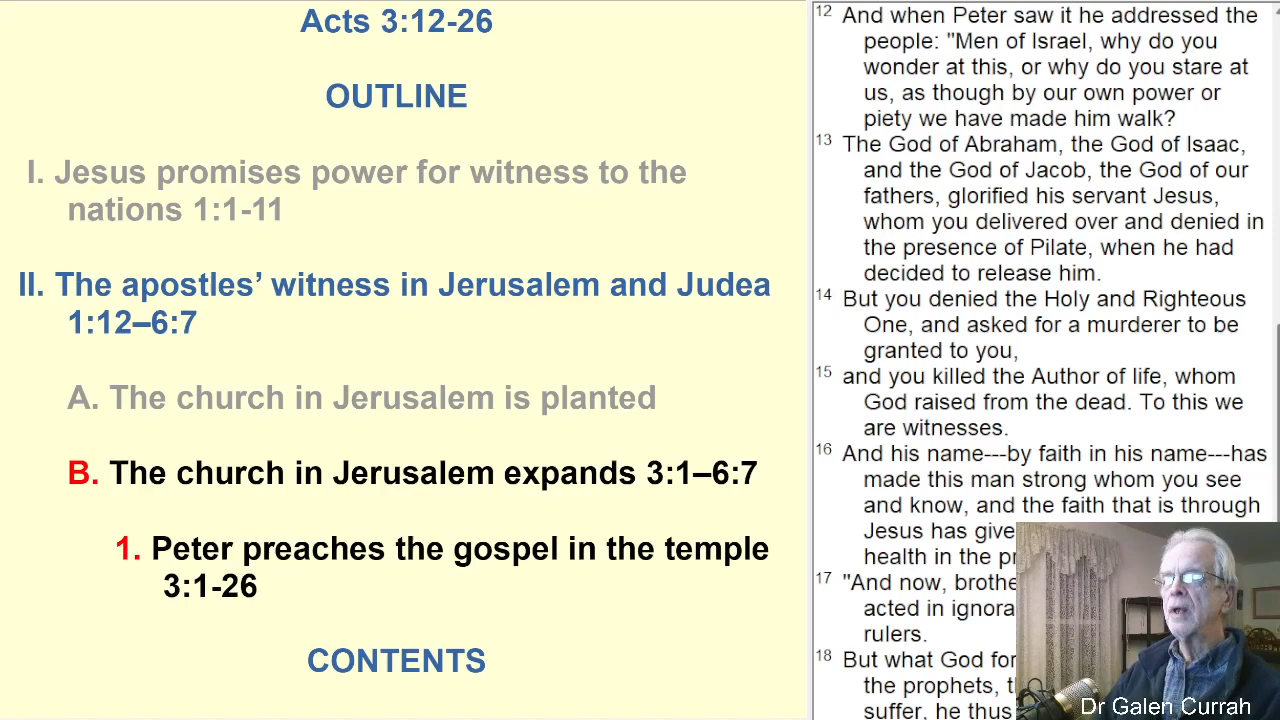 Acts 3:12-26
OUTLINE
I. Jesus promises power for witness to the
nations 1:1-11
II. The apostles’ witness in Jerusalem and Judea
1:12–6:7
A. The church in Jerusalem is planted
B. The church in Jerusalem expands 3:1–6:7
1. Peter preaches the gospel in the temple
3:1-26
CONTENTS
12 And when Peter saw it he addressed the
people: "Men of Israel, why do you
wonder at this, or why do you stare at
us, as though by our own power or
piety we have made him walk?
13 The God of Abraham, the God of Isaac,
and the God of Jacob, the God of our
fathers, glorified his servant Jesus,
whom you delivered over and denied in
the presence of Pilate, when he had
decided to release him.
14 But you denied the Holy and Righteous
One, and asked for a murderer to be
granted to you,
15 and you killed the Author of life, whom
God raised from the dead. To this we
are witnesses.
16 And his name---by faith in his name---has
made this man strong whom you see
and know, and the faith that is through
Jesus has give
health in the pr
17 "And now, brothe
acted in ignora
rulers.
18 But what God for
the prophets, t
suffer, he thus
Dr Galen Currah